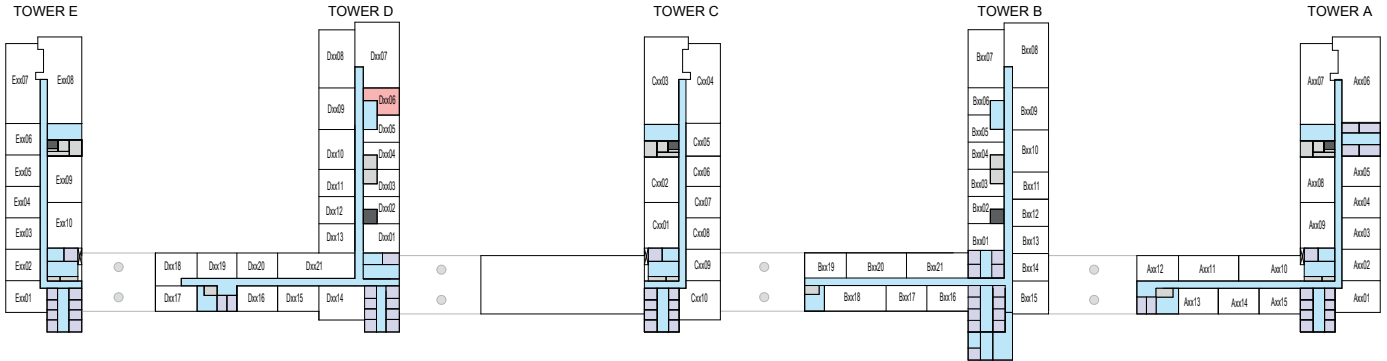 TOWER E
TOWER D
TOWER C
TOWER B
TOWER A
Exx07
Exx08
Exx06
Exx05
Exx09
Exx04
Exx03
Exx10
Exx02
Exx01
Dxx08
Dxx07
Dxx09
Dxx06
Dxx05
Dxx10
Dxx04
Dxx11
Dxx03
Dxx12
Dxx02
Dxx13
Dxx01
Dxx18
Dxx19
Dxx20
Dxx21
Dxx17
Dxx16
Dxx15
Dxx14
Cxx03
Cxx04
Cxx05
Cxx02
Cxx06
Cxx07
Cxx01
Cxx08
Cxx09
Cxx10
Bxx07
Bxx08
Bxx06
Bxx09
Bxx05
Bxx04
Bxx10
Bxx03
Bxx11
Bxx02
Bxx12
Bxx01
Bxx13
Bxx19
Bxx20
Bxx21
Bxx14
Bxx18
Bxx17
Bxx16
Bxx15
Axx07
Axx06
Axx08
Axx05
Axx04
Axx09
Axx03
Axx12
Axx11
Axx10
Axx02
Axx13
Axx14
Axx15
Axx01